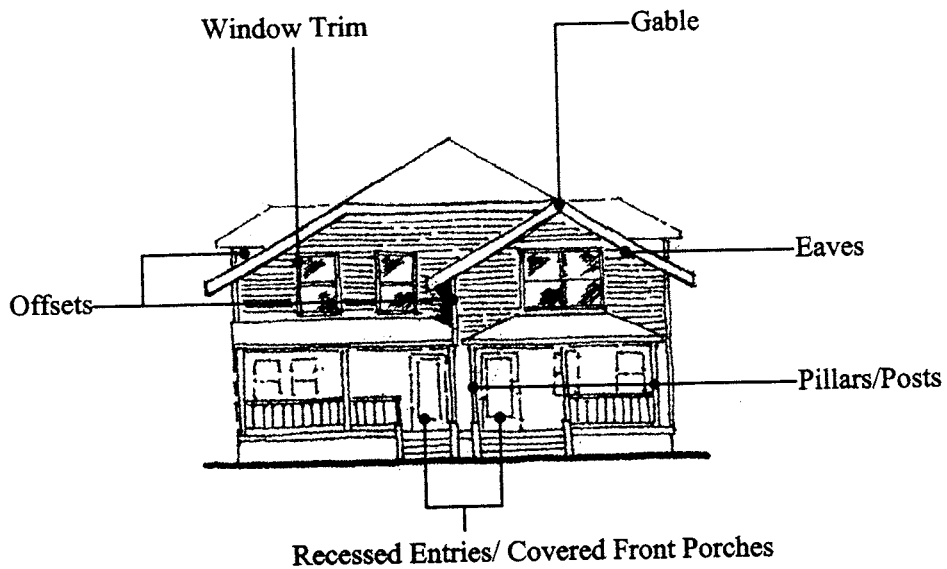 Window Trim
Gable
Eaves
Offsets
Pillars/Posts
Recessed Entries/ Covered Front Porches